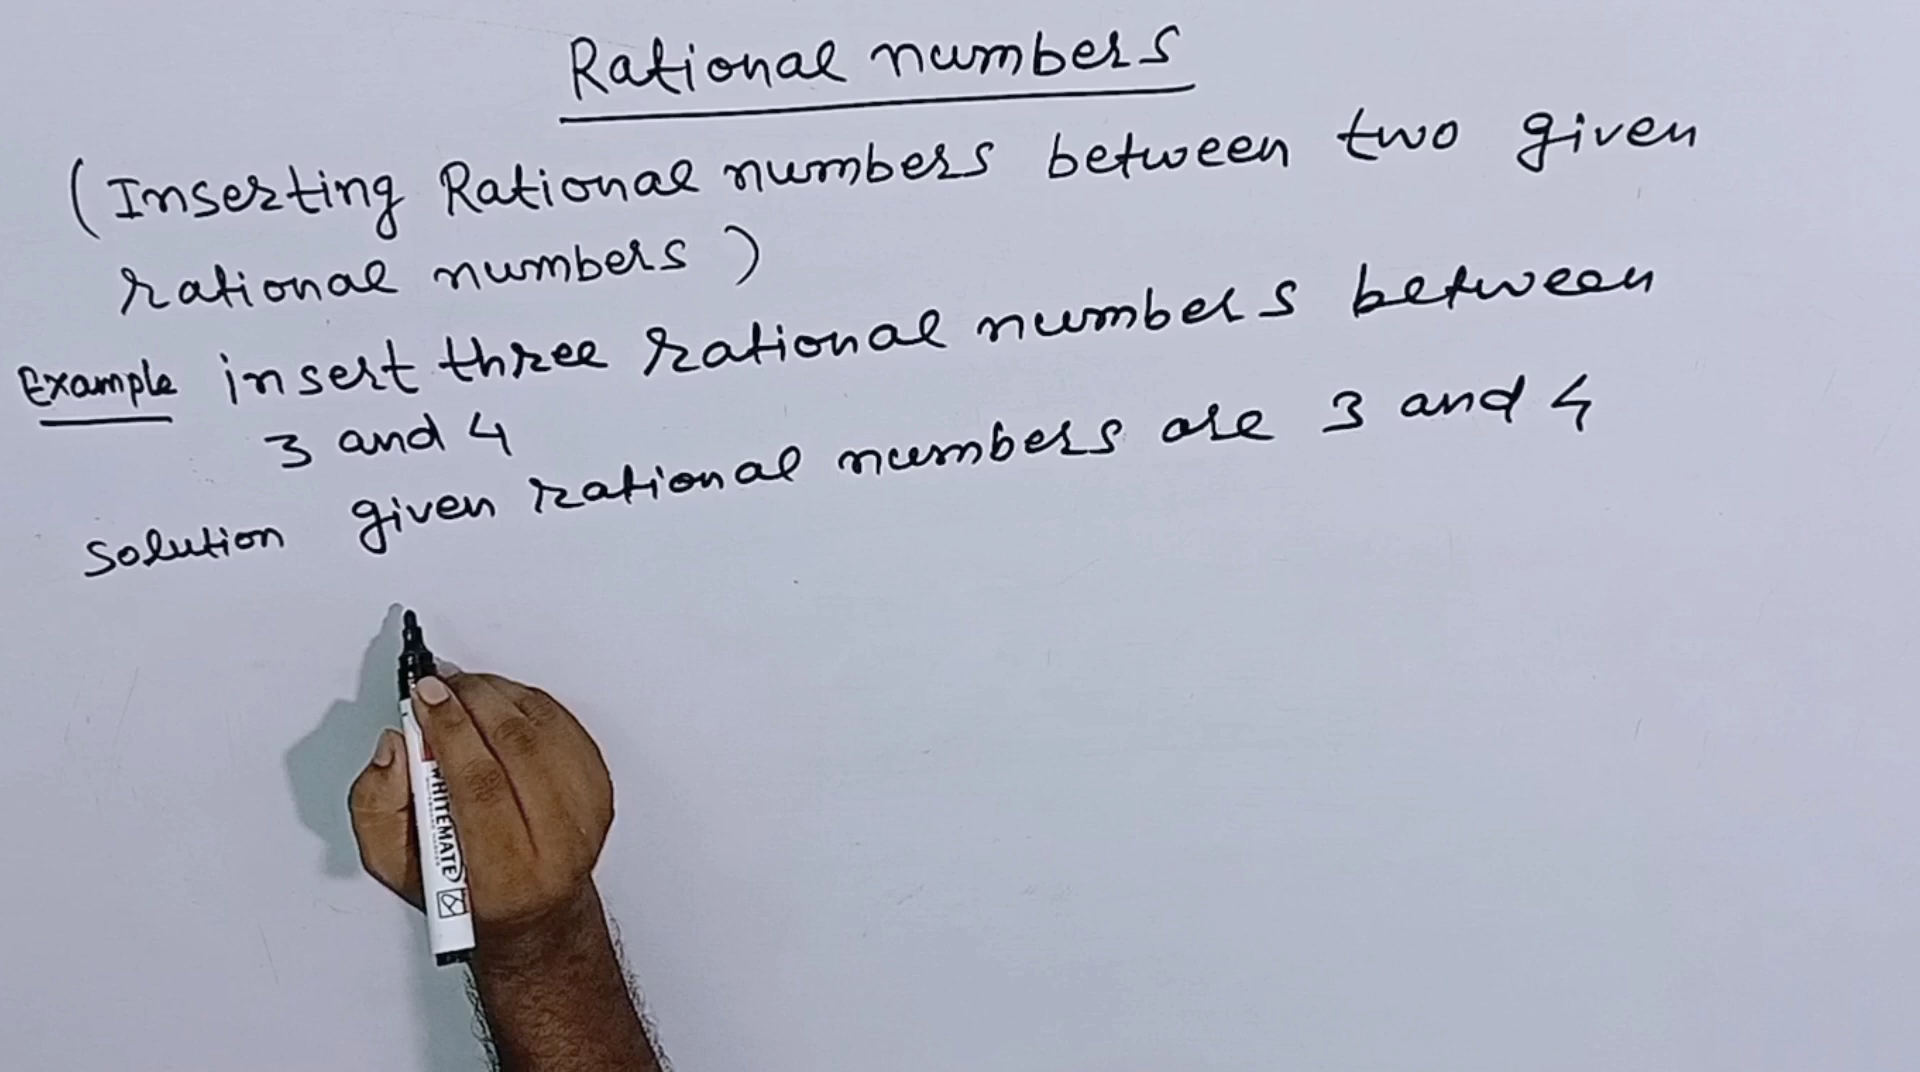 Rational numbers
(Inserting Rational numbers between two given
rational numbers)
Example insert three rational numbers between
3 and 4
solution given rational numbers are 3 and 4
WHITEMATE